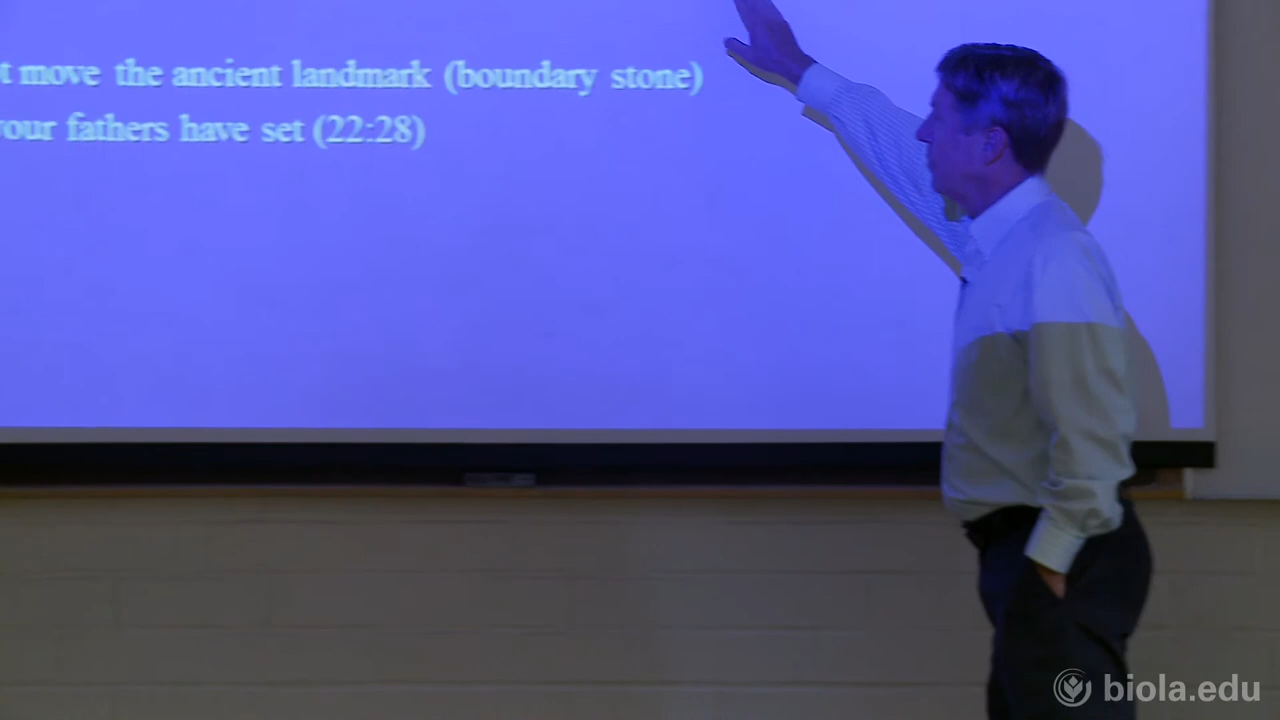 t move the ancient landmark (boundary stone)
your fathers have set (22:28)
biola.edu